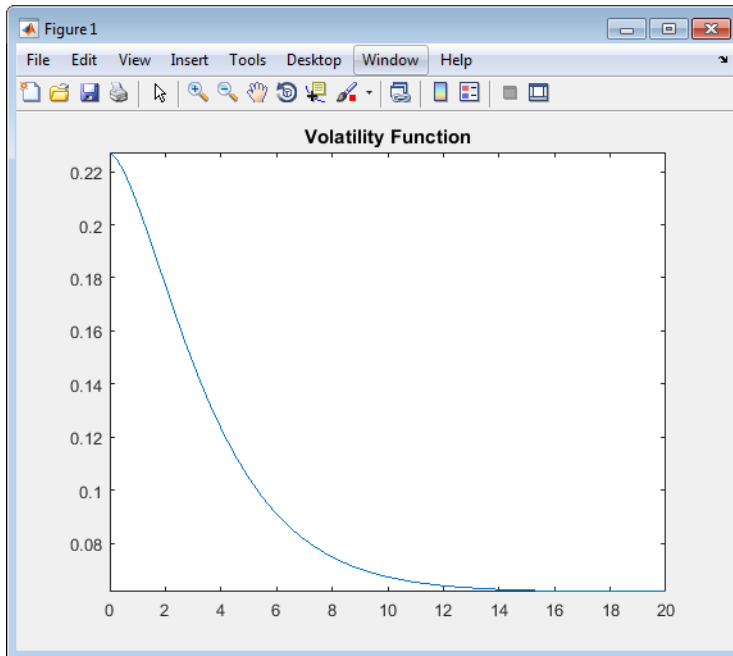 Figure 1
File Edit View Insert Tools Desktop Window Help
Volatility Function
0.22
0.2
0.18
0.16
0.14
0.12
0.1
0.08
0 2 4 6 8 10 12 14 16 18 20